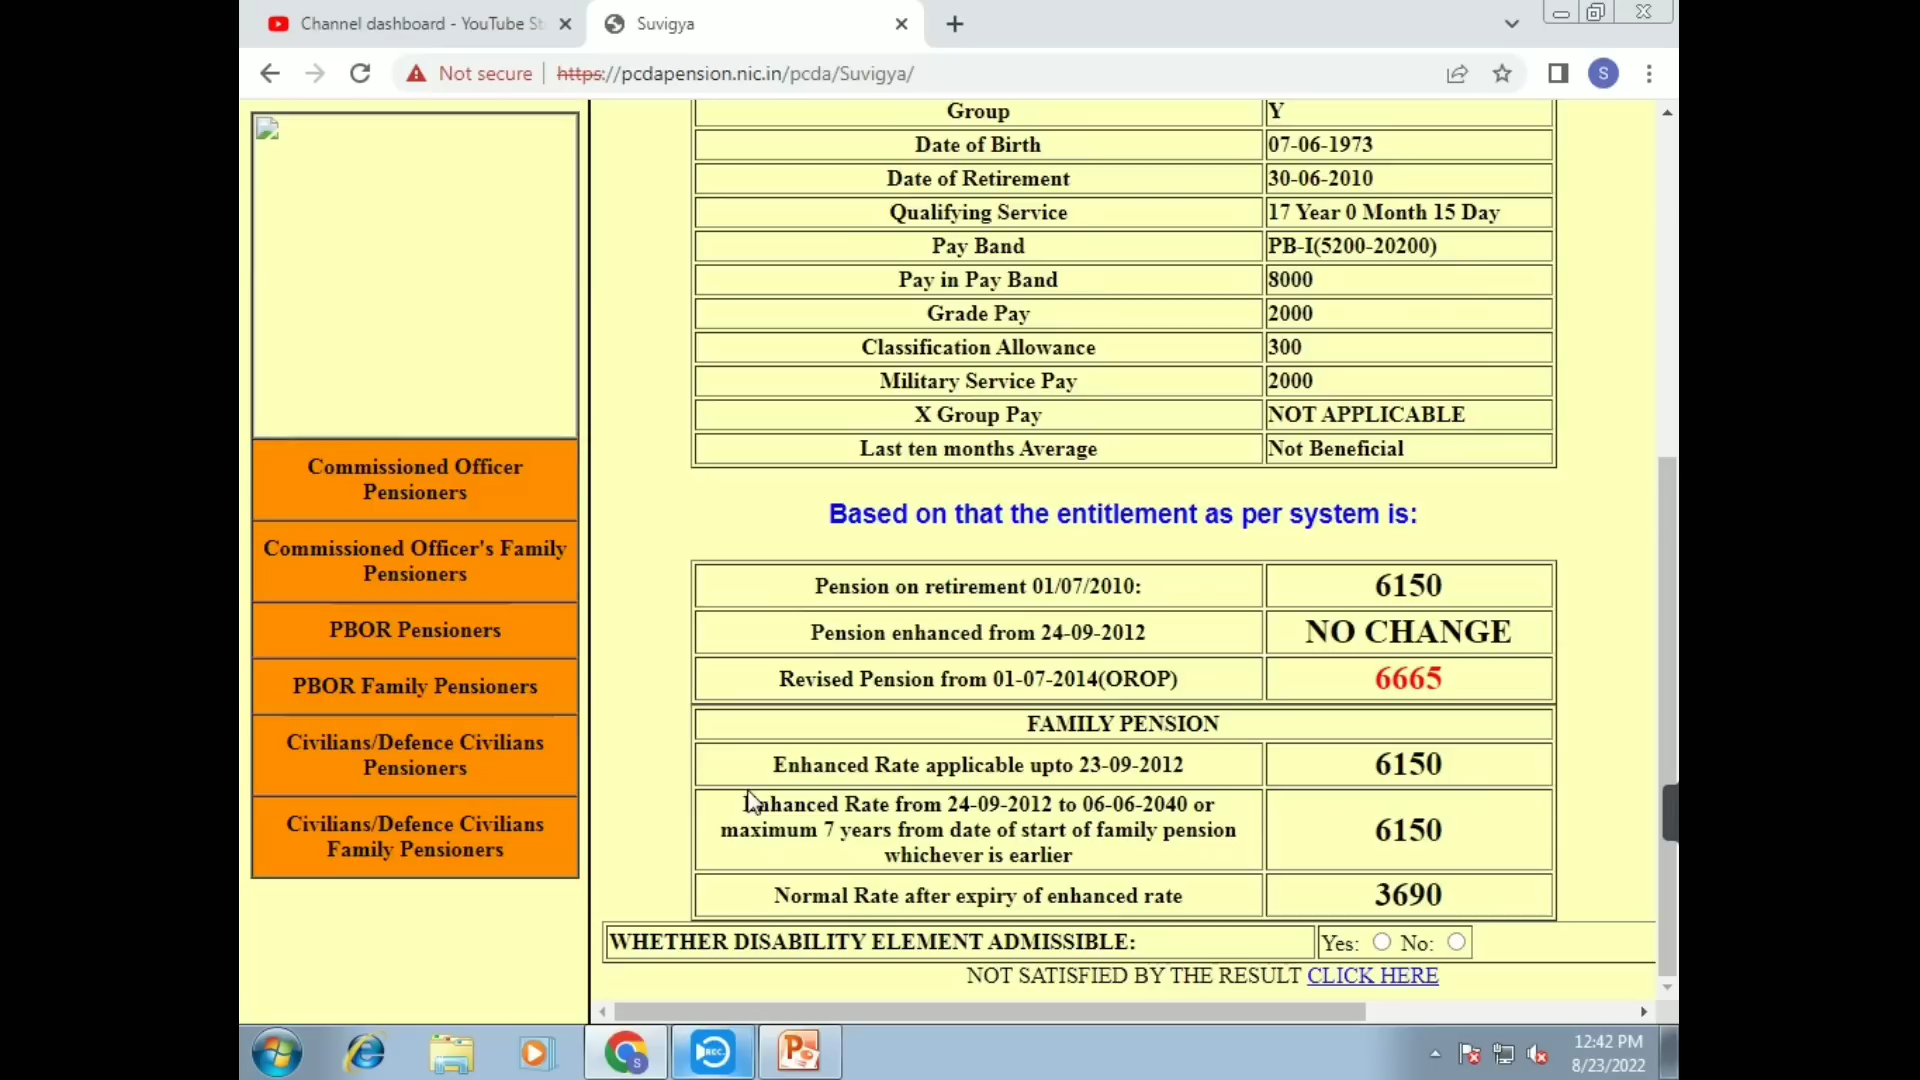 Channel dashboard - YouTube St
Suvigya
Not secure
https://pcdapension.nic.in/pcda/Suvigya/
S
Commissioned Officer
Pensioners
Commissioned Officer's Family
Pensioners
PBOR Pensioners
PBOR Family Pensioners
Civilians/Defence Civilians
Pensioners
Civilians/Defence Civilians
Family Pensioners
Group Y
Date of Birth 07-06-1973
Date of Retirement 30-06-2010
Qualifying Service 17 Year 0 Month 15 Day
Pay Band PB-I(5200-20200)
Pay in Pay Band 8000
Grade Pay 2000
Classification Allowance 300
Military Service Pay 2000
X Group Pay NOT APPLICABLE
Last ten months Average Not Beneficial
Based on that the entitlement as per system is:
Pension on retirement 01/07/2010: 6150
Pension enhanced from 24-09-2012 NO CHANGE
Revised Pension from 01-07-2014(OROP) 6665
FAMILY PENSION
Enhanced Rate applicable upto 23-09-2012 6150
Enhanced Rate from 24-09-2012 to 06-06-2040 or
maximum 7 years from date of start of family pension 6150
whichever is earlier
Normal Rate after expiry of enhanced rate 3690
WHETHER DISABILITY ELEMENT ADMISSIBLE: Yes: No:
NOT SATISFIED BY THE RESULT CLICK HERE
S
REC
P
12:42 PM
8/23/2022